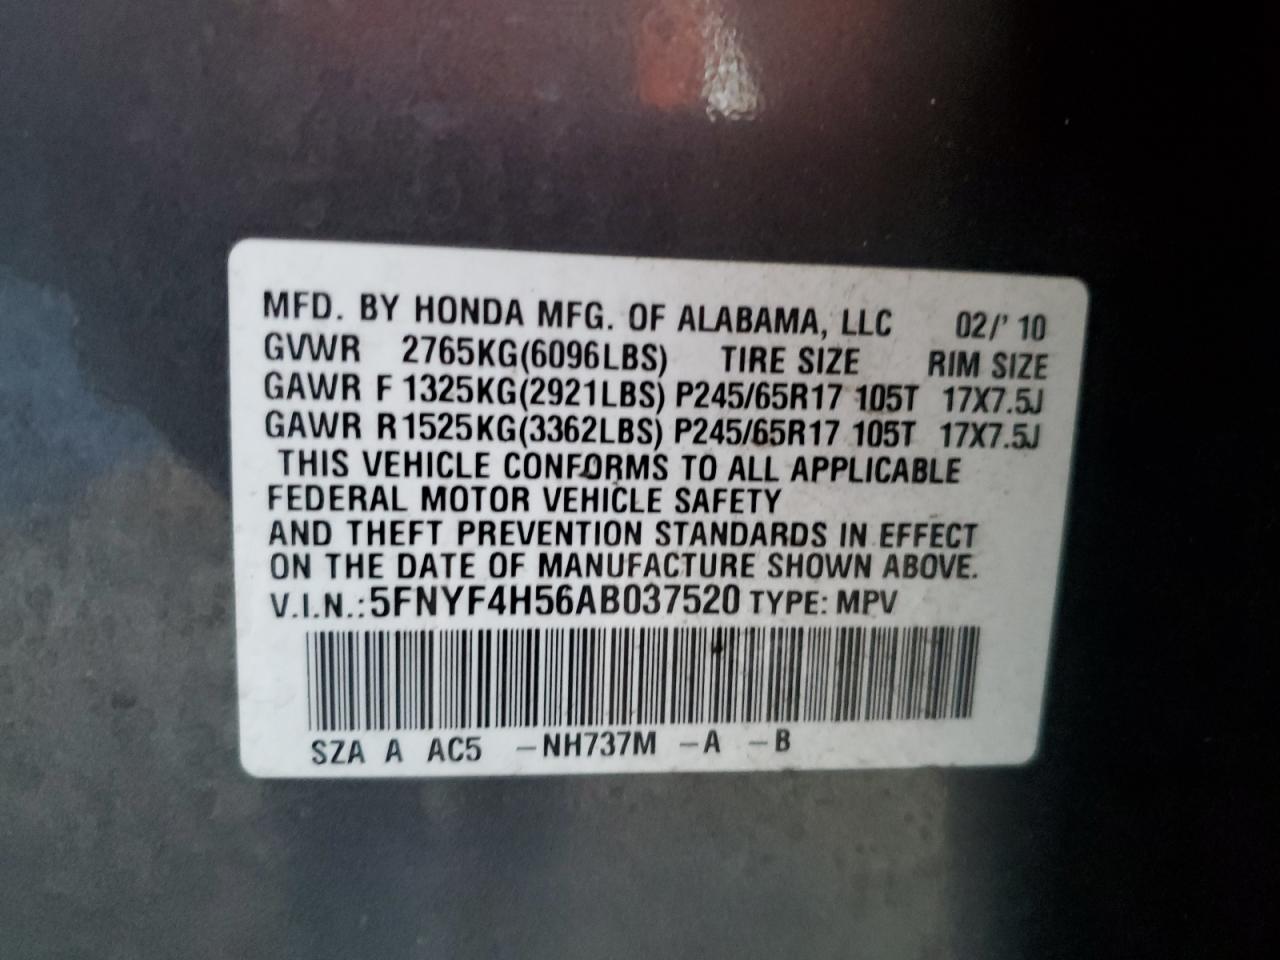 MFD. BY HONDA MFG. OF ALABAMA, LLC 02/' 10
GVWR 2765KG(6096LBS) TIRE SIZE RIM SIZE
GAWR F 1325KG(2921LBS) P245/65R17 105T 17X7.5J
GAWR R1525KG(3362LBS) P245/65R17 105T 17X7.5J
THIS VEHICLE CONFORMS TO ALL APPLICABLE
FEDERAL MOTOR VEHICLE SAFETY
AND THEFT PREVENTION STANDARDS IN EFFECT
ON THE DATE OF MANUFACTURE SHOWN ABOVE.
V.I.N.:5FNYF4H56AB037520 TYPE: MPV
SZA A AC5 -NH737M -A -B